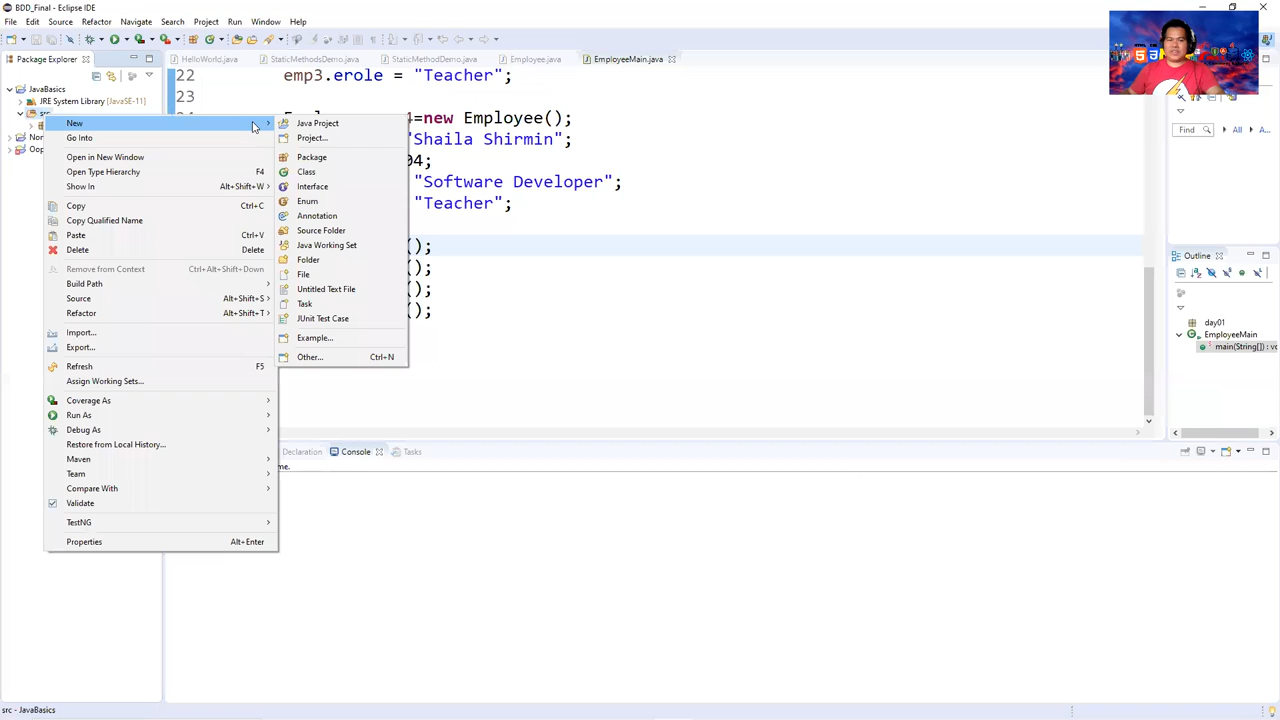 BDD_Final - Eclipse IDE
File Edit Source Refactor Navigate Search Project Run Window Help
Package Explorer
HelloWorld.java
StaticMethodsDemo.java
StaticMethodDemo.java
Employee.java
EmployeeMain.java
JavaBasics
JRE System Library [JavaSE-11]
22 emp3.erole = "Teacher";
23
4=new Employee();
"Shaila Shirmin";
04;
"Software Developer";
"Teacher";
();
();
();
();
New
Go Into
Open in New Window
Open Type Hierarchy F4
Show In Alt+Shift+W
Copy Ctrl+C
Copy Qualified Name
Paste Ctrl+V
Delete Delete
Remove from Context Ctrl+Alt+Shift+Down
Build Path
Source Alt+Shift+S
Refactor Alt+Shift+T
Import...
Export...
Refresh F5
Assign Working Sets...
Coverage As
Run As
Debug As
Restore from Local History...
Maven
Team
Compare With
Validate
TestNG
Properties Alt+Enter
Java Project
Project...
Package
Class
Interface
Enum
Annotation
Source Folder
Java Working Set
Folder
File
Untitled Text File
Task
JUnit Test Case
Example...
Other... Ctrl+N
Find All A...
Outline
day01
EmployeeMain
main(String[]) : vo
Declaration Console Tasks
me.
src - JavaBasics